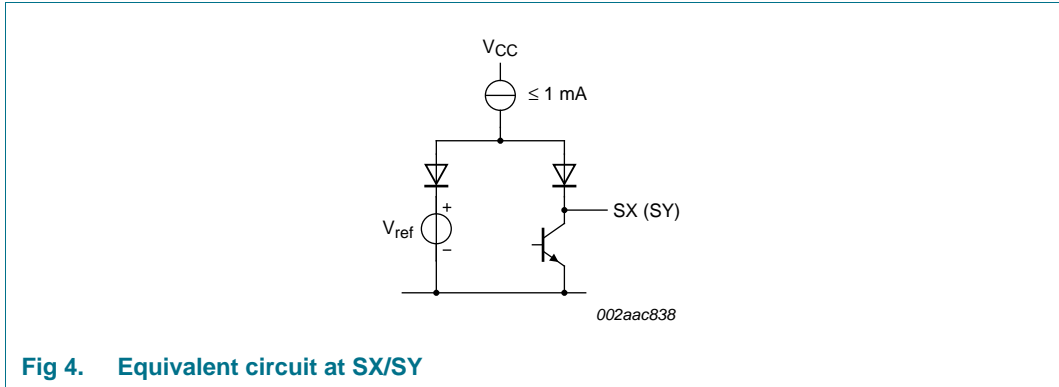 VCC
≤ 1 mA
SX (SY)
+
Vref
−
002aac838
Fig 4. Equivalent circuit at SX/SY